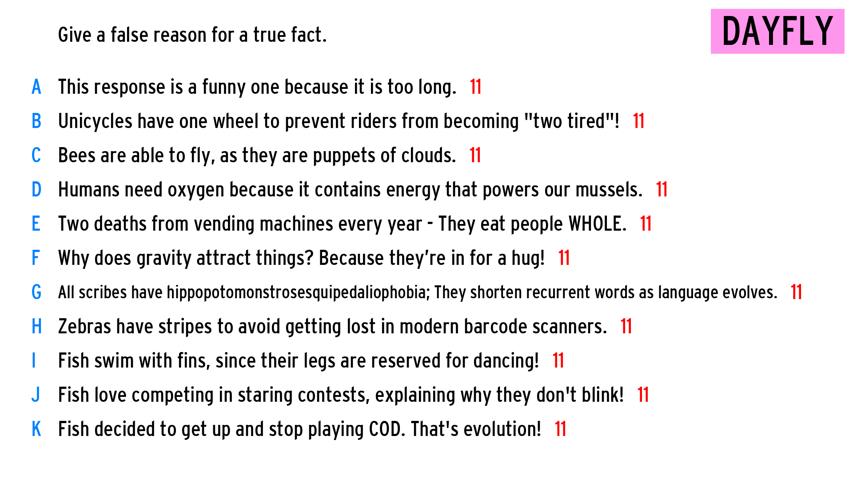 Give a false reason for a true fact.
DAYFLY
A This response is a funny one because it is too long. 11
B Unicycles have one wheel to prevent riders from becoming "two tired"! 11
C Bees are able to fly, as they are puppets of clouds. 11
D Humans need oxygen because it contains energy that powers our mussels. 11
E Two deaths from vending machines every year - They eat people WHOLE. 11
F Why does gravity attract things? Because they're in for a hug! 11
G All scribes have hippopotomonstrosesquipedaliophobia; They shorten recurrent words as language evolves. 11
H Zebras have stripes to avoid getting lost in modern barcode scanners. 11
I Fish swim with fins, since their legs are reserved for dancing! 11
J Fish love competing in staring contests, explaining why they don't blink! 11
K Fish decided to get up and stop playing COD. That's evolution! 11